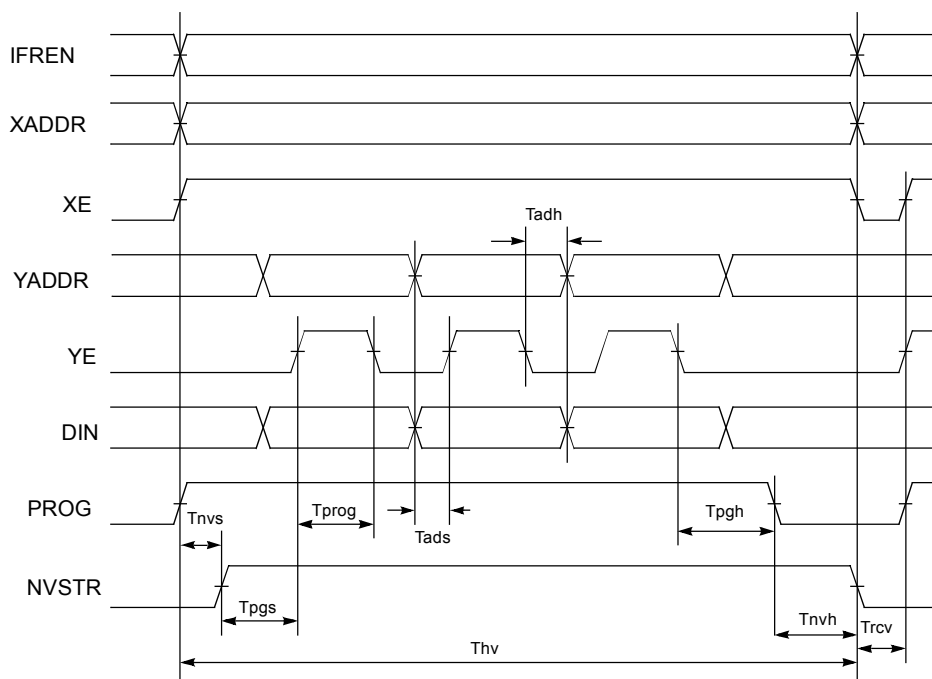 IFREN
XADDR
XE
Tadh
YADDR
YE
DIN
PROG
Tnvs
Tprog
Tads
Tpgh
NVSTR
Tpgs
Tnvh
Trcv
Thv